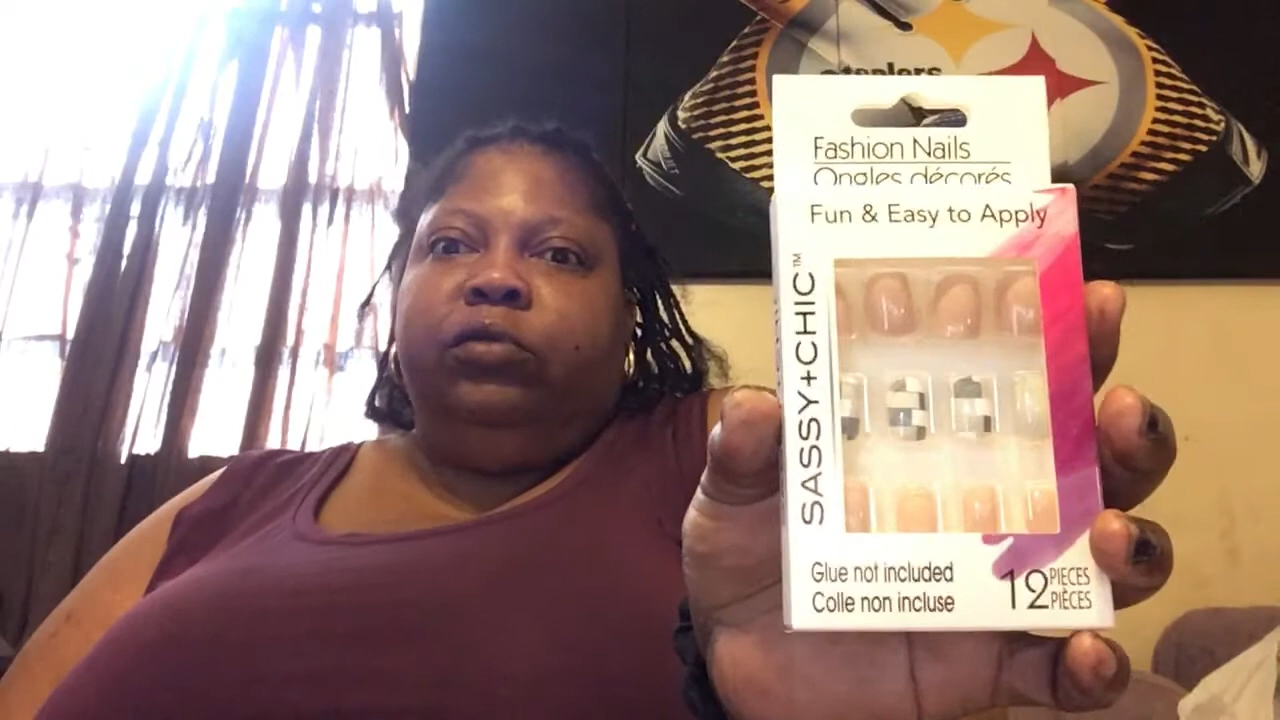 Steelers
Fashion Nails
Ongles décorés
Fun & Easy to Apply
SASSY+CHIC™
Glue not included
Colle non incluse
12 PIECES
PIÈCES